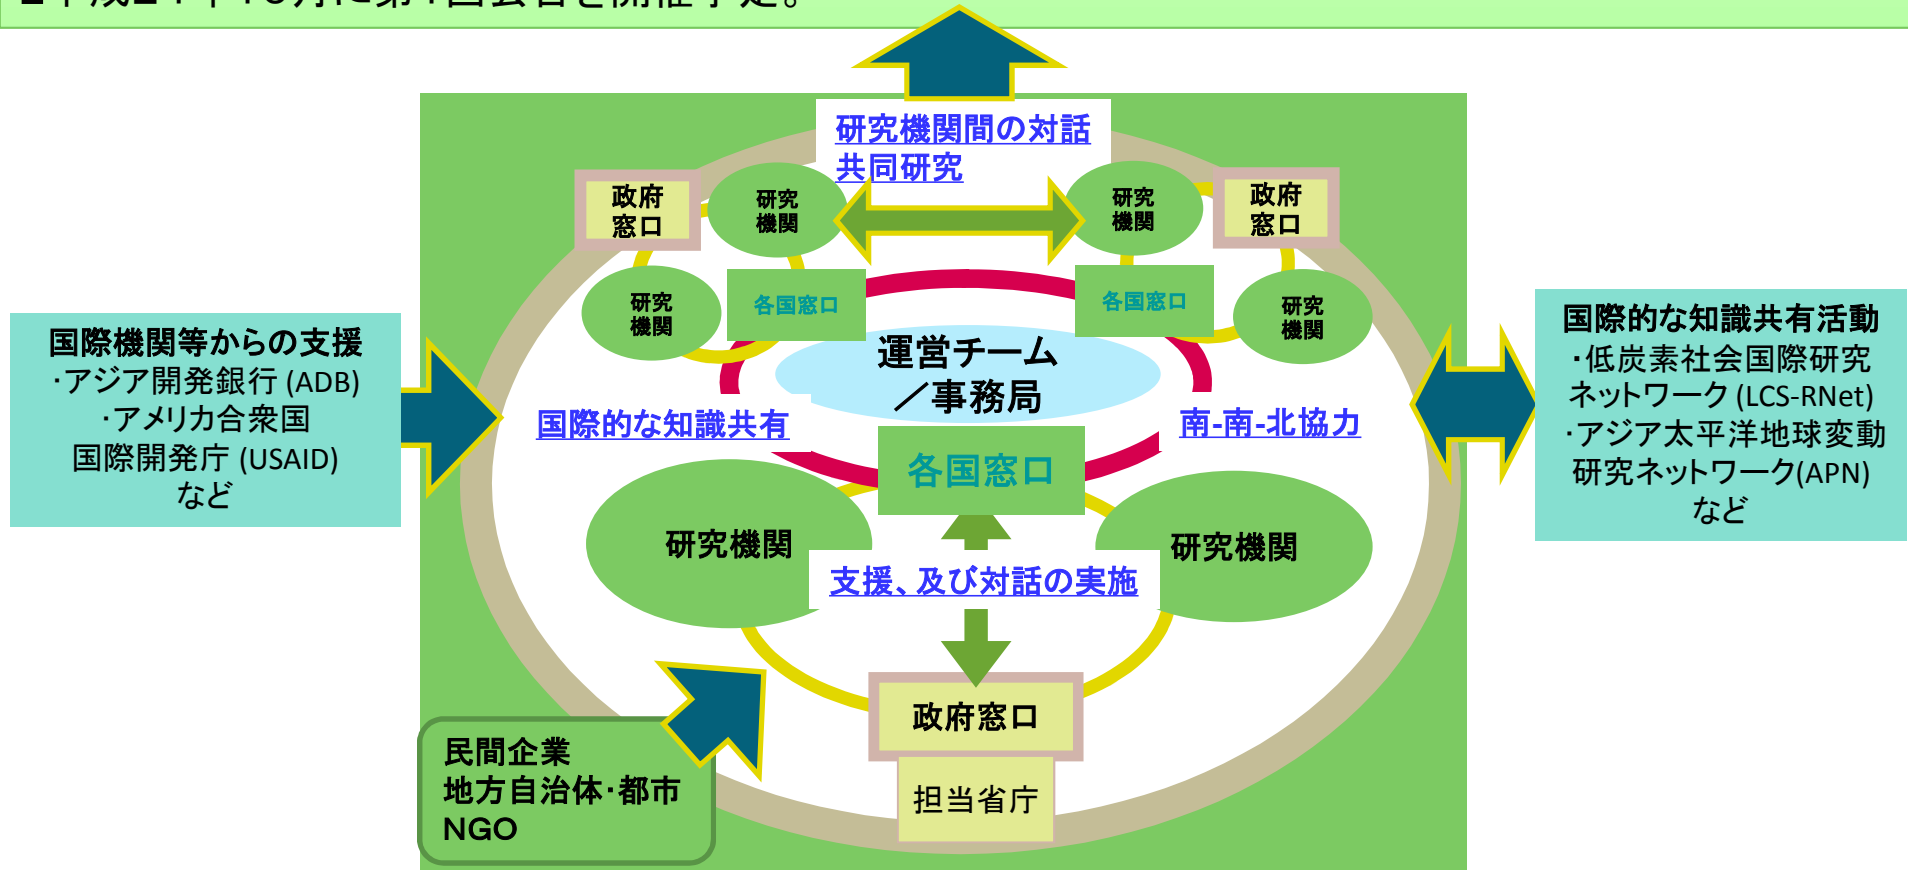 研究機関間の対話
共同研究
政府
窓口
研究
機関
研究
機関
政府
窓口
研究
機関
各国窓口
各国窓口
研究
機関
運営チーム
／事務局
国際機関等からの支援
・アジア開発銀行 (ADB)
・アメリカ合衆国
国際開発庁 (USAID)
など
国際的な知識共有
南-南-北協力
国際的な知識共有活動
・低炭素社会国際研究
ネットワーク (LCS-RNet)
・アジア太平洋地球変動
研究ネットワーク(APN)
など
各国窓口
研究機関
研究機関
支援、及び対話の実施
政府窓口
担当省庁
民間企業
地方自治体・都市
NGO